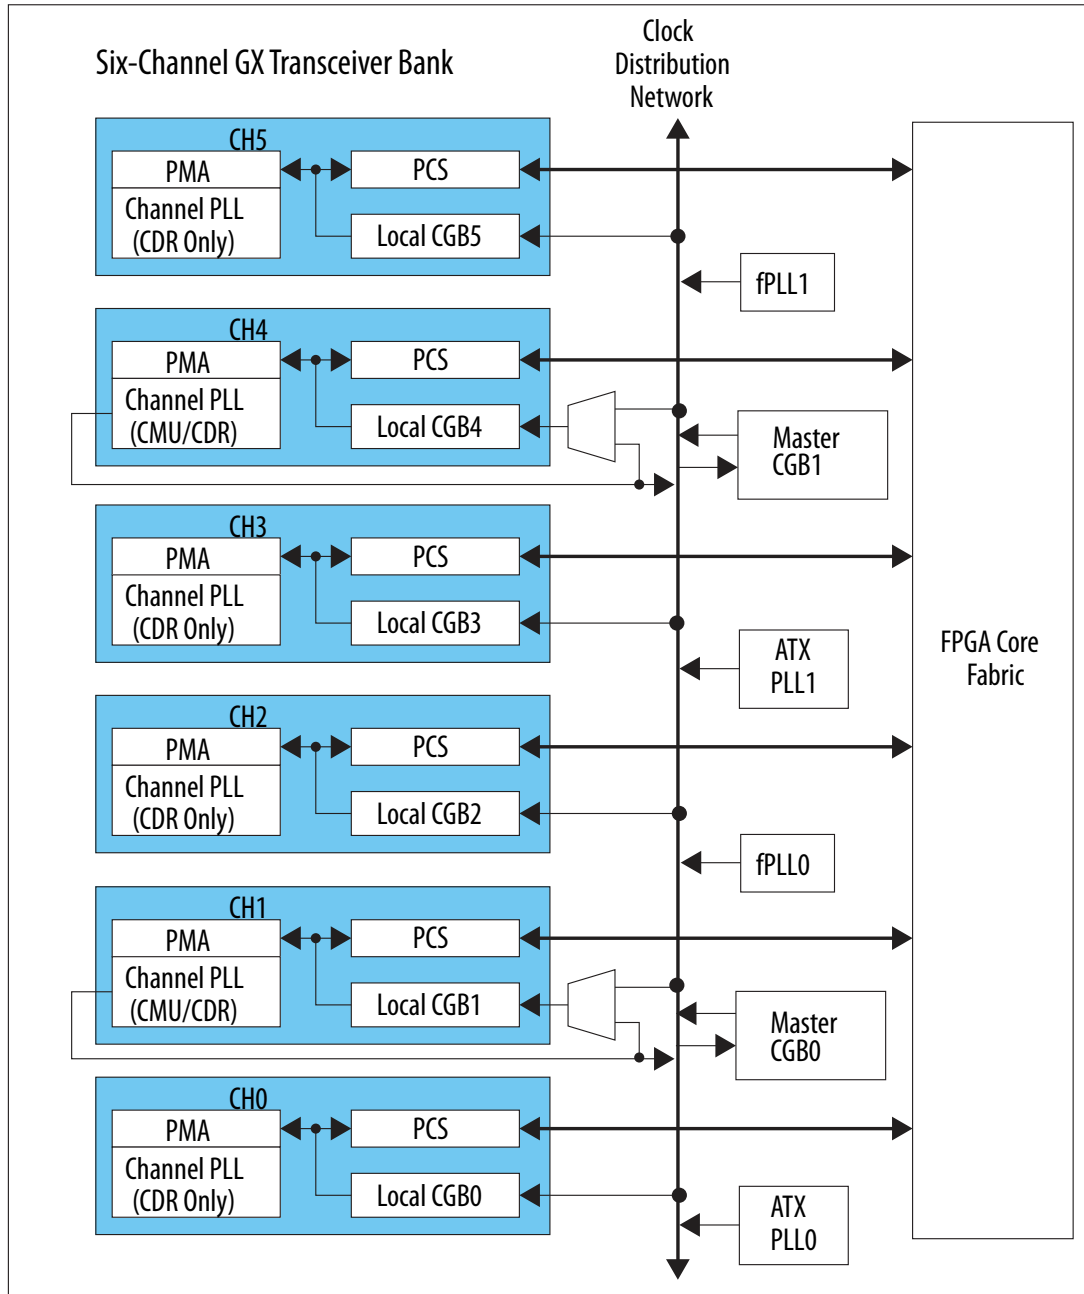 Six-Channel GX Transceiver Bank
Clock
Distribution
Network
CH5
PMA
Channel PLL
(CDR Only)
PCS
Local CGB5
fPLL1
CH4
PMA
Channel PLL
(CMU/CDR)
PCS
Local CGB4
Master
CGB1
CH3
PMA
Channel PLL
(CDR Only)
PCS
Local CGB3
ATX
PLL1
FPGA Core
Fabric
CH2
PMA
Channel PLL
(CDR Only)
PCS
Local CGB2
fPLL0
CH1
PMA
Channel PLL
(CMU/CDR)
PCS
Local CGB1
Master
CGB0
CH0
PMA
Channel PLL
(CDR Only)
PCS
Local CGB0
ATX
PLL0